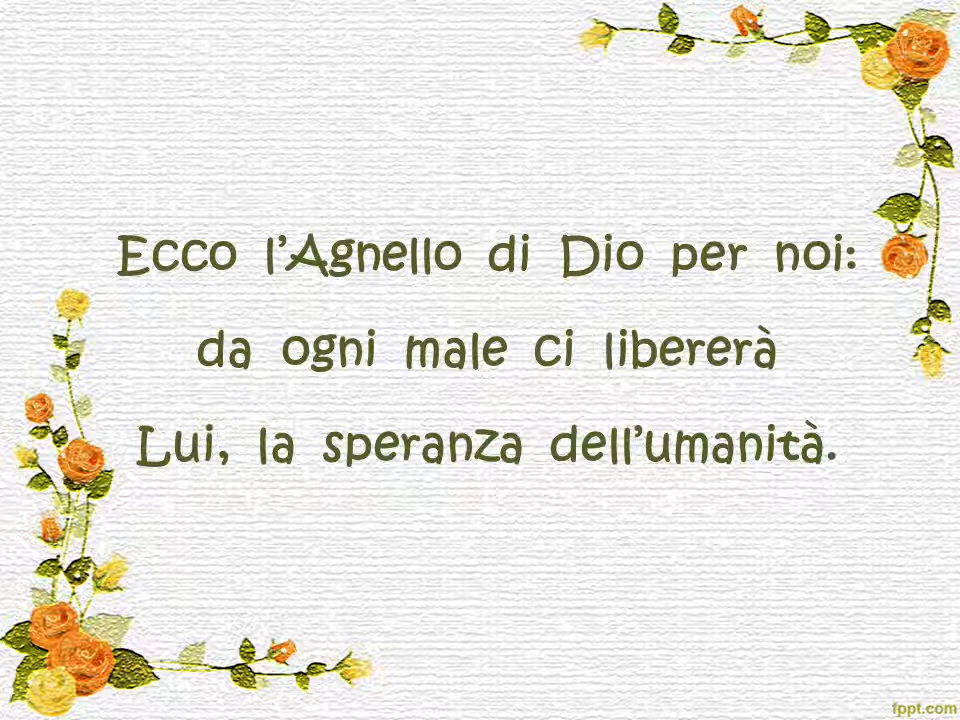 Ecco l’Agnello di Dio per noi:
da ogni male ci libererà
Lui, la speranza dell’umanità.
fppt.com